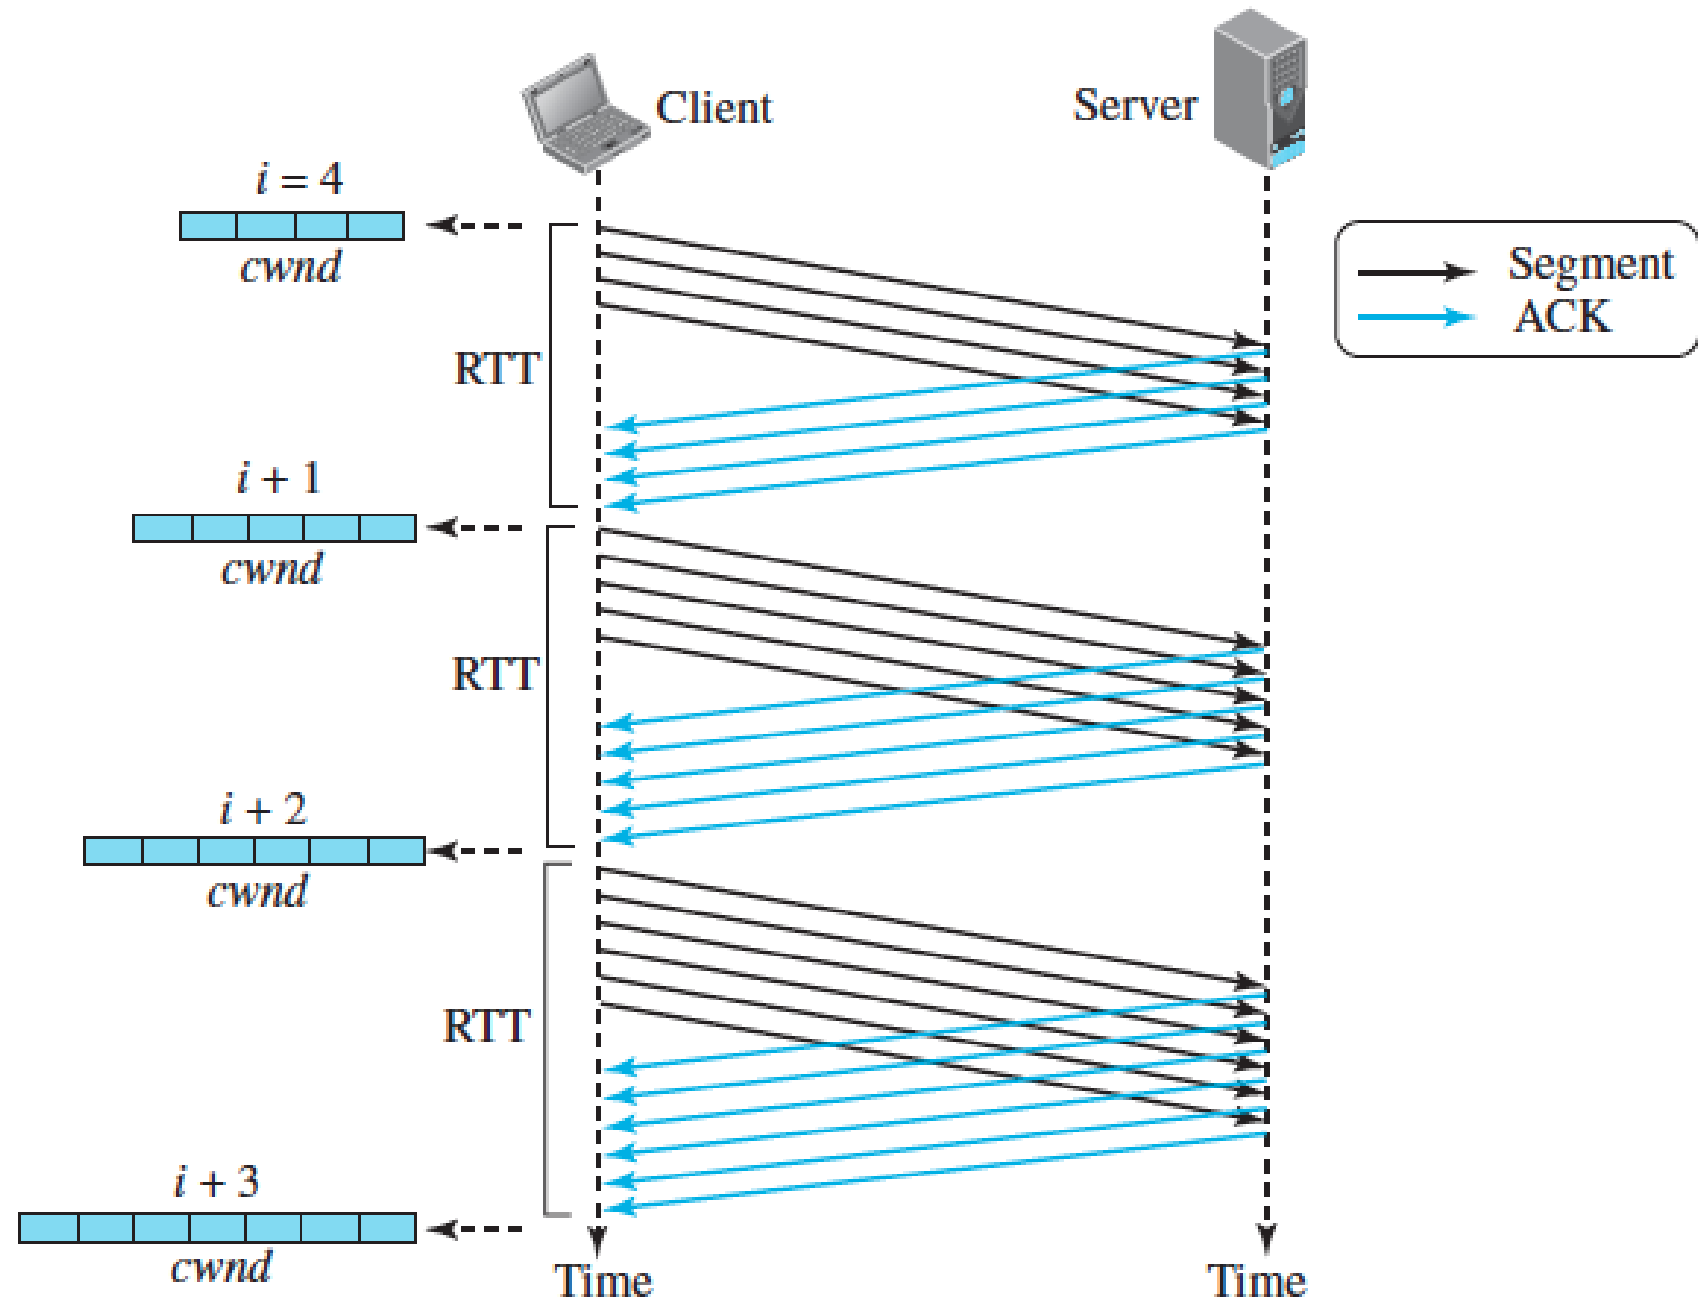 Client
Server
i = 4
cwnd
Segment
ACK
RTT
i + 1
cwnd
RTT
i + 2
cwnd
RTT
i + 3
cwnd
Time
Time